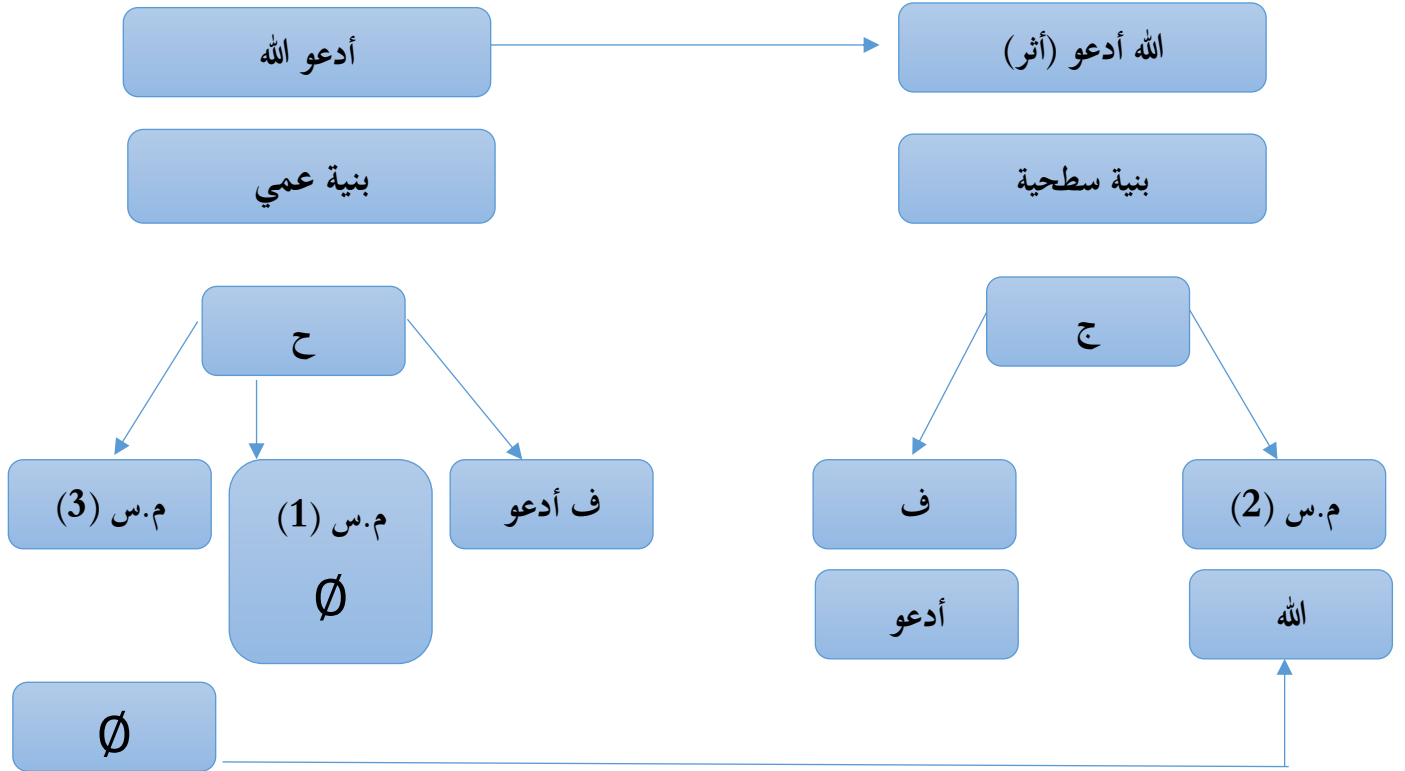 الله أدعو (أثر)
أدعو الله
بنية سطحية
بنية عمي
ج
ح
م.س (2)
ف
ف أدعو
م.س (1)
Ø
م.س (3)
الله
أدعو
Ø